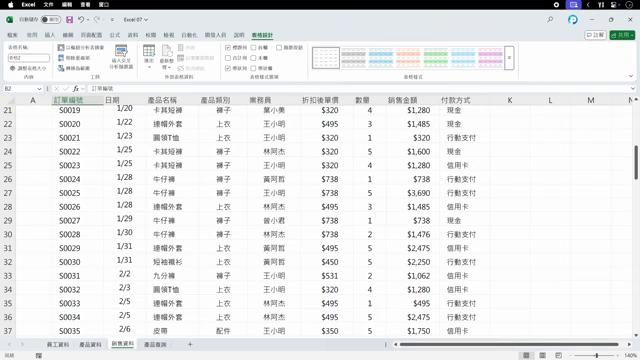 Excel 檔案 編輯 視窗
自動儲存 Excel 07
檔案 常用 插入 繪圖 頁面配置 公式 資料 校閱 檢視 自動化 開發人員 說明 表格設計 註解 共用
表格名稱: 以樞紐分析表摘要 標題列 首欄 篩選按鈕
表格2 移除重複項 插入交叉分析篩選器 匯出 重新整理 合計列 末欄
調整表格大小 轉換為範圍 帶狀列 帶狀欄
內容 工具 外部表格資料 表格樣式選項 表格樣式
B2 fx 訂單編號
A 訂單編號 日期 產品名稱 產品類別 業務員 折扣後單價 數量 銷售金額 付款方式 K L M
21 S0019 1/20 卡其短褲 褲子 葉小美 $320 4 $1,280 現金
22 S0020 1/22 連帽外套 上衣 王小明 $495 3 $1,485 現金
23 S0021 1/23 圓領T恤 上衣 王小明 $320 1 $320 行動支付
24 S0022 1/25 卡其短褲 褲子 林阿杰 $320 5 $1,600 現金
25 S0023 1/25 卡其短褲 褲子 王小明 $320 4 $1,280 信用卡
26 S0024 1/28 牛仔褲 褲子 黃阿哲 $738 1 $738 行動支付
27 S0025 1/28 牛仔褲 褲子 王小明 $738 5 $3,690 行動支付
28 S0026 1/28 連帽外套 上衣 王小明 $495 3 $1,485 信用卡
29 S0027 1/29 牛仔褲 褲子 曾小君 $738 1 $738 現金
30 S0028 1/30 牛仔褲 褲子 林阿杰 $738 2 $1,476 行動支付
31 S0029 1/31 連帽外套 上衣 黃阿哲 $495 5 $2,475 信用卡
32 S0030 1/31 短袖襯衫 上衣 黃阿哲 $450 5 $2,250 行動支付
33 S0031 2/2 九分褲 褲子 王小明 $531 2 $1,062 信用卡
34 S0032 2/3 圓領T恤 上衣 王小明 $320 4 $1,280 信用卡
35 S0033 2/5 連帽外套 上衣 林阿杰 $495 1 $495 行動支付
36 S0034 2/5 連帽外套 上衣 林阿杰 $495 5 $2,475 行動支付
37 S0035 2/6 皮帶 配件 王小明 $350 5 $1,750 信用卡
員工資料 產品資料 銷售資料 產品查詢 +
140%